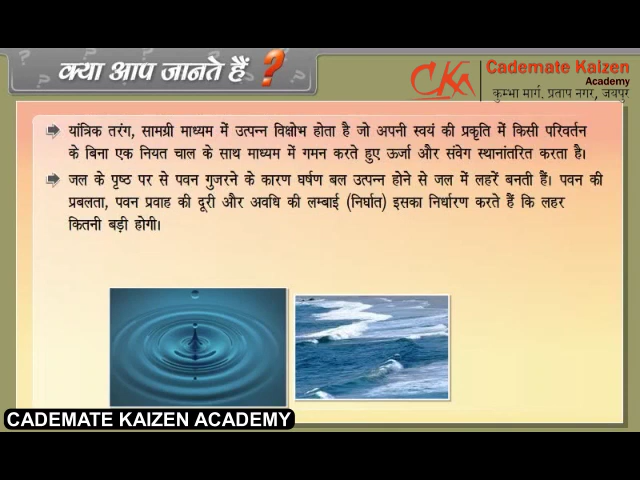 क्या आप जानते हैं ?
CKA
Cademate Kaizen
Academy
कुम्भा मार्ग. प्रताप नगर, जयपुर
यांत्रिक तरंग, सामग्री माध्यम में उत्पन्न विक्षोभ होता है जो अपनी स्वयं की प्रकृति में किसी परिवर्तन
के बिना एक नियत चाल के साथ माध्यम में गमन करते हुए ऊर्जा और संवेग स्थानांतरित करता है।
जल के पृष्ठ पर से पवन गुजरने के कारण घर्षण बल उत्पन्न होने से जल में लहरें बनती हैं। पवन की
प्रबलता, पवन प्रवाह की दूरी और अवधि की लम्बाई (निर्घात) इसका निर्धारण करते हैं कि लहर
कितनी बड़ी होगी।
CADEMATE KAIZEN ACADEMY